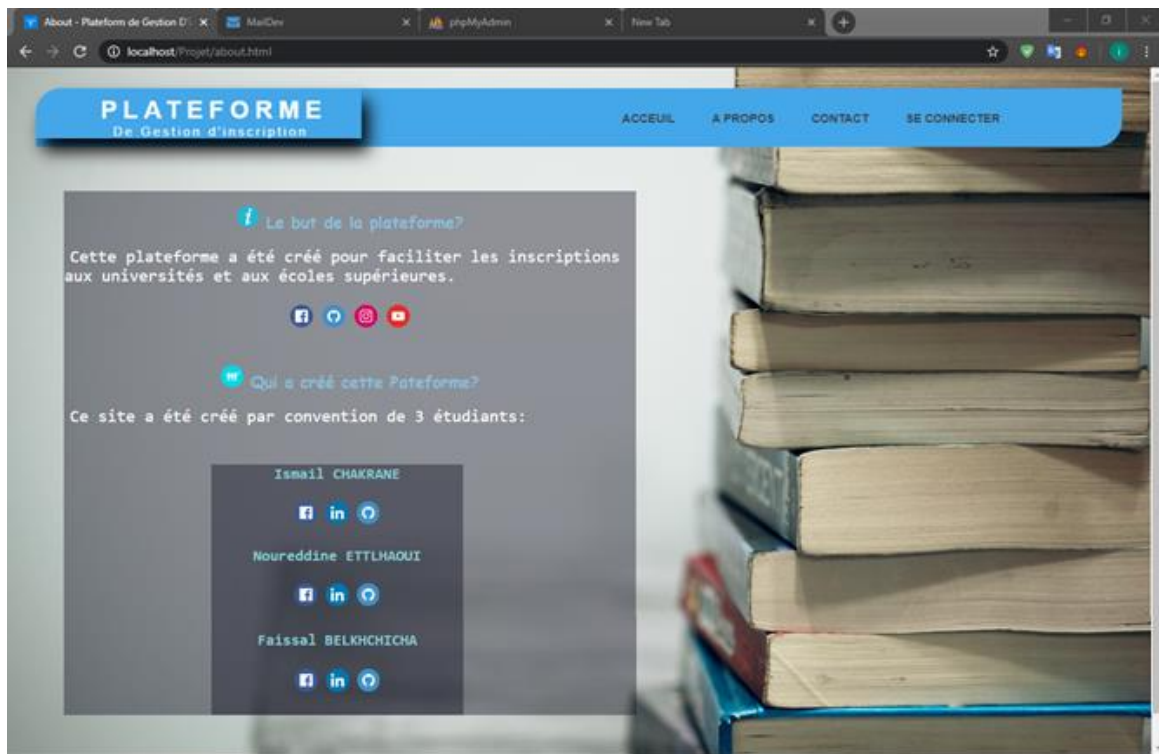 About - Plateform de Gestion D'
MailDev
phpMyAdmin
New Tab
localhost/Projet/about.html
PLATEFORME
De Gestion d'inscription
ACCEUIL A PROPOS CONTACT SE CONNECTER
Le but de la plateforme?
Cette plateforme a été créé pour faciliter les inscriptions
aux universités et aux écoles supérieures.
Qui a créé cette Pateforme?
Ce site a été créé par convention de 3 étudiants:
Ismail CHAKRANE
Noureddine ETTLHAOUI
Faissal BELKHCHICHA